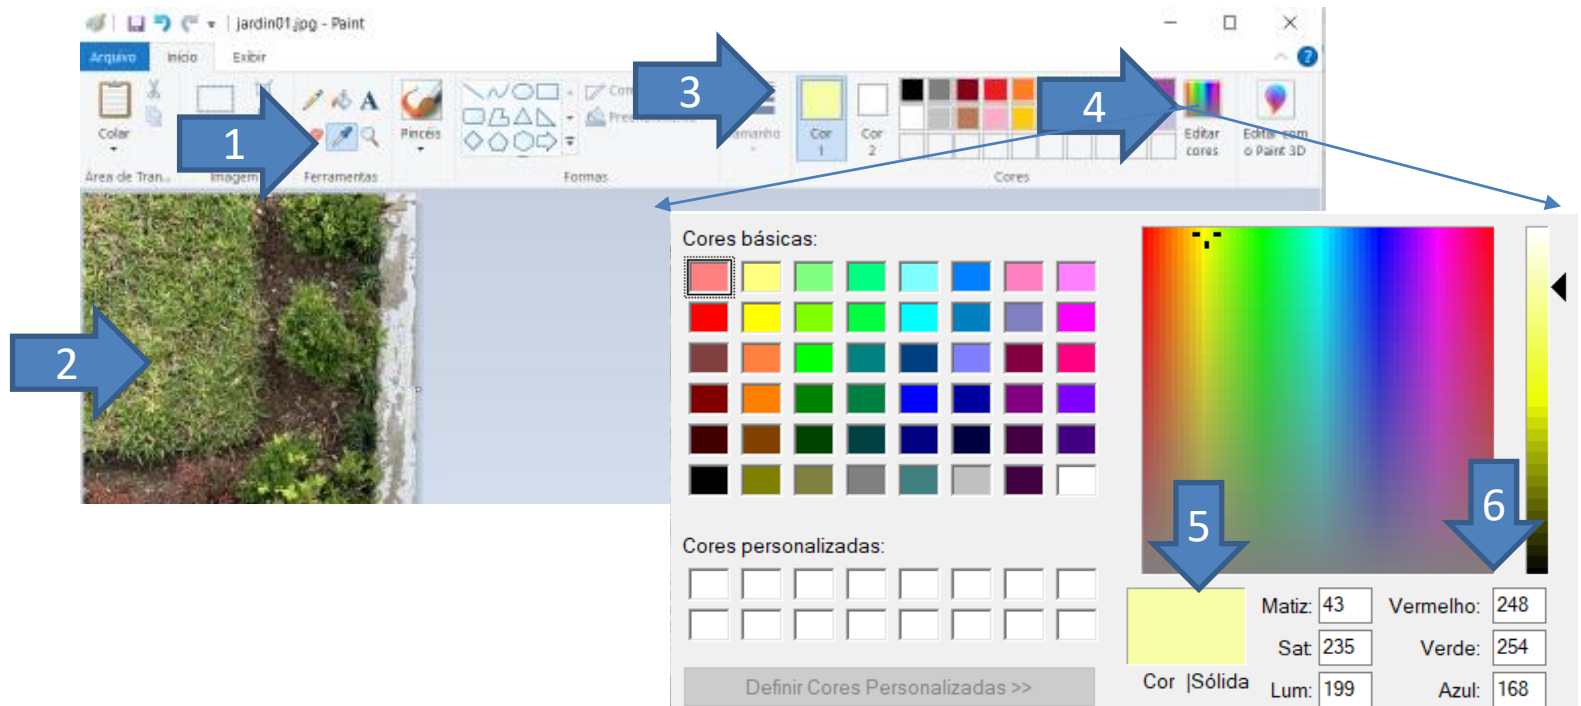 jardin01.jpg - Paint
Arquivo Início Exibir
3
4
1
Colar
Pincéis
Tamanho
Cor
1
Cor
2
Editar
cores
Editar com
o Paint 3D
Área de Tran...
Imagem
Ferramentas
Formas
Cores
2
Cores básicas:
5
6
Cores personalizadas:
Matiz: 43 Vermelho: 248
Sat: 235 Verde: 254
Cor |Sólida Lum: 199 Azul: 168
Definir Cores Personalizadas >>